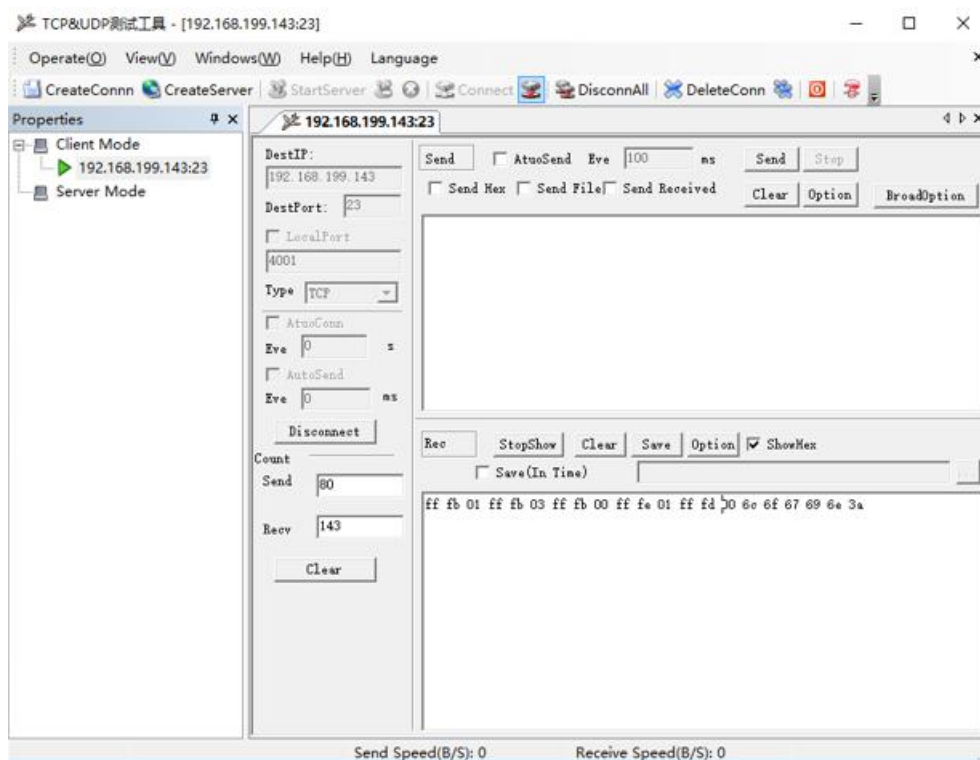 TCP&UDP测试工具 - [192.168.199.143:23]
Operate(O) View(V) Windows(W) Help(H) Language
CreateConnn CreateServer StartServer Connect DisconnAll DeleteConn
Properties
Client Mode
192.168.199.143:23
Server Mode
192.168.199.143:23
DestIP:
192.168.199.143
DestPort: 23
LocalPort
4001
Type TCP
AtuoConn
Eve 0 s
AutoSend
Eve 0 ms
Disconnect
Count
Send 80
Recv 143
Clear
Send AtuoSend Eve 100 ms Send Stop
Send Hex Send File Send Received Clear Option BroadOption
Rec StopShow Clear Save Option ShowHex
Save(In Time) ...
ff fb 01 ff fb 03 ff fb 00 ff fe 01 ff fd 00 6c 6f 67 69 6e 3a
Send Speed(B/S): 0 Receive Speed(B/S): 0